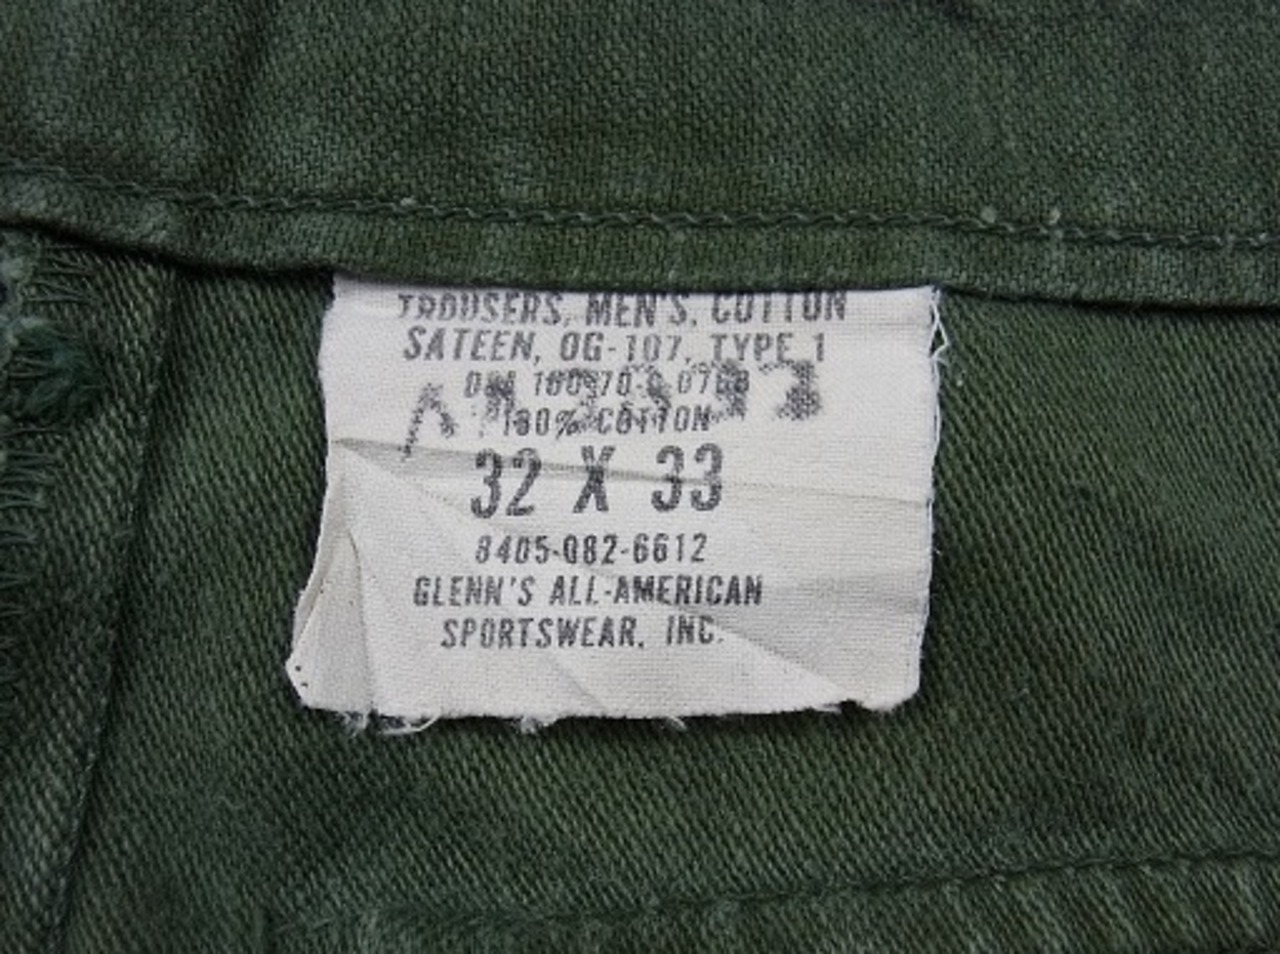 TROUSERS, MEN'S, COTTON
SATEEN, OG-107, TYPE 1
100% COTTON
32 X 33
8405-082-6612
GLENN'S ALL-AMERICAN
SPORTSWEAR, INC.